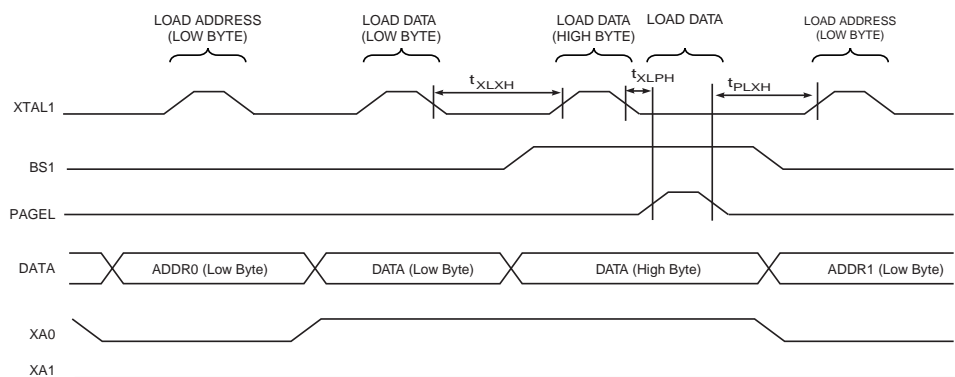 LOAD ADDRESS
(LOW BYTE)
LOAD DATA
(LOW BYTE)
LOAD DATA
(HIGH BYTE)
LOAD DATA
LOAD ADDRESS
(LOW BYTE)
tXLXH
tXLPH
tPLXH
XTAL1
BS1
PAGEL
DATA
ADDR0 (Low Byte)
DATA (Low Byte)
DATA (High Byte)
ADDR1 (Low Byte)
XA0
XA1